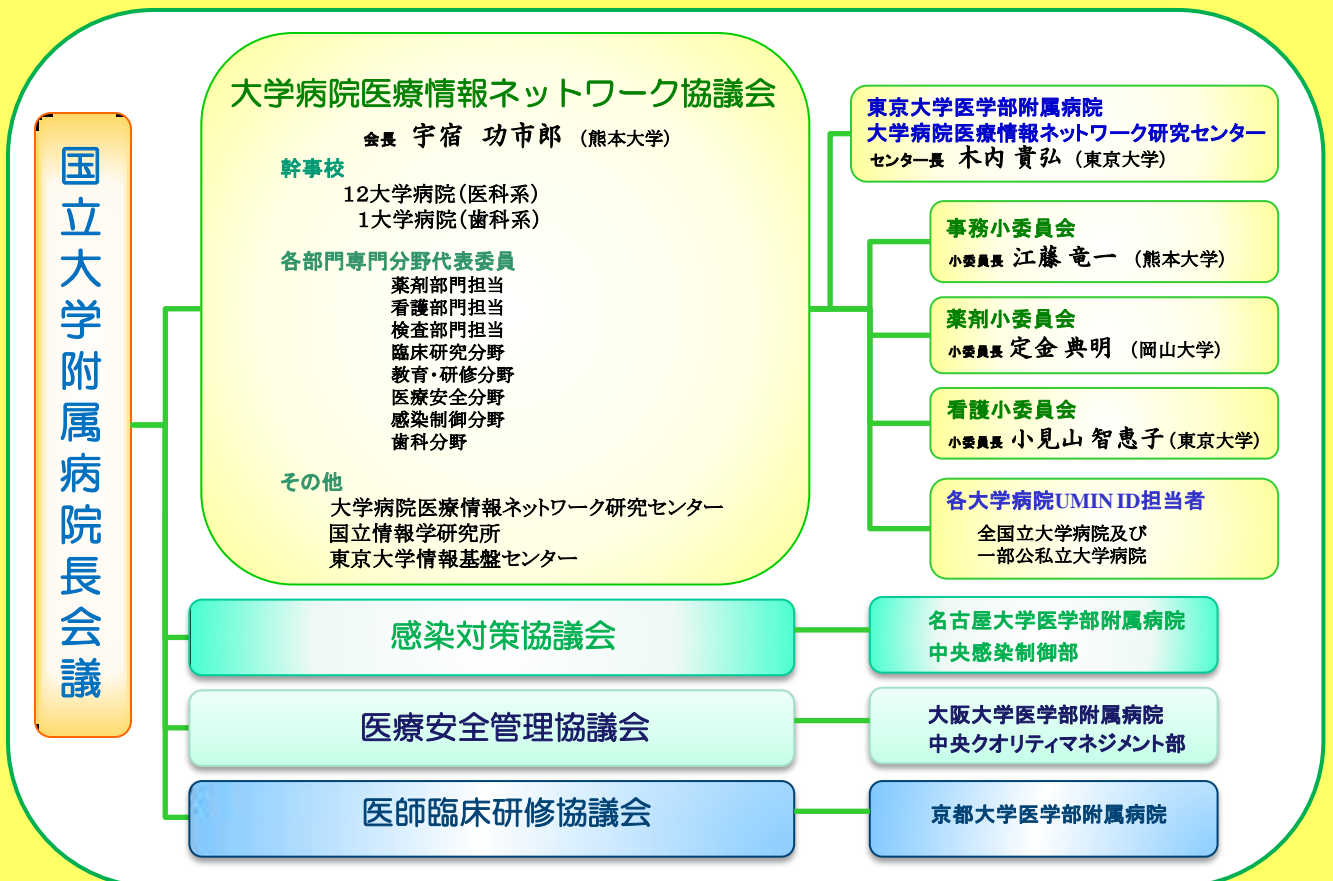 国立大学附属病院長会議
大学病院医療情報ネットワーク協議会
会長 宇宿 功市郎 (熊本大学)
幹事校
12大学病院(医科系)
1大学病院(歯科系)
各部門専門分野代表委員
薬剤部門担当
看護部門担当
検査部門担当
臨床研究分野
教育・研修分野
医療安全分野
感染制御分野
歯科分野
その他
大学病院医療情報ネットワーク研究センター
国立情報学研究所
東京大学情報基盤センター
東京大学医学部附属病院
大学病院医療情報ネットワーク研究センター
センター長 木内 貴弘 (東京大学)
事務小委員会
小委員長 江藤 竜一 (熊本大学)
薬剤小委員会
小委員長 定金 典明 (岡山大学)
看護小委員会
小委員長 小見山 智恵子 (東京大学)
各大学病院UMIN ID担当者
全国立大学病院及び
一部公私立大学病院
感染対策協議会
名古屋大学医学部附属病院
中央感染制御部
医療安全管理協議会
大阪大学医学部附属病院
中央クオリティマネジメント部
医師臨床研修協議会
京都大学医学部附属病院